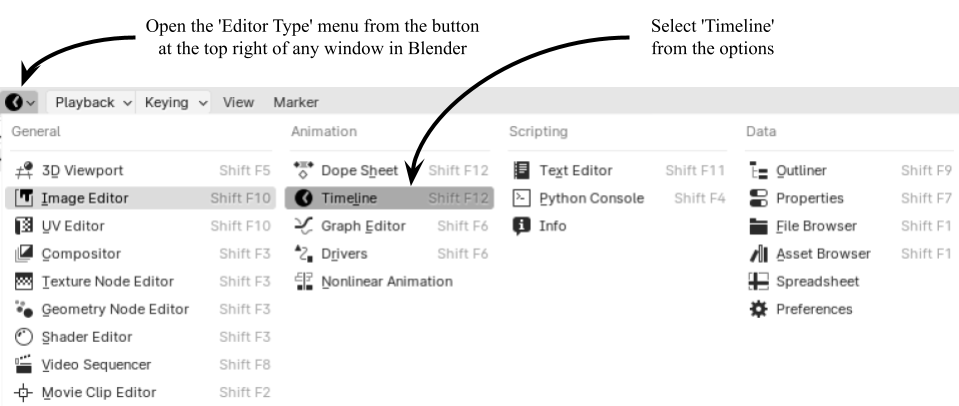 Open the 'Editor Type' menu from the button
at the top right of any window in Blender
Select 'Timeline'
from the options
Playback Keying View Marker
General Animation Scripting Data
3D Viewport Shift F5 Dope Sheet Shift F12 Text Editor Shift F11 Outliner Shift F9
Image Editor Shift F10 Timeline Shift F12 Python Console Shift F4 Properties Shift F7
UV Editor Shift F10 Graph Editor Shift F6 Info File Browser Shift F1
Compositor Shift F3 Drivers Shift F6 Asset Browser Shift F1
Texture Node Editor Shift F3 Nonlinear Animation Spreadsheet
Geometry Node Editor Shift F3 Preferences
Shader Editor Shift F3
Video Sequencer Shift F8
Movie Clip Editor Shift F2